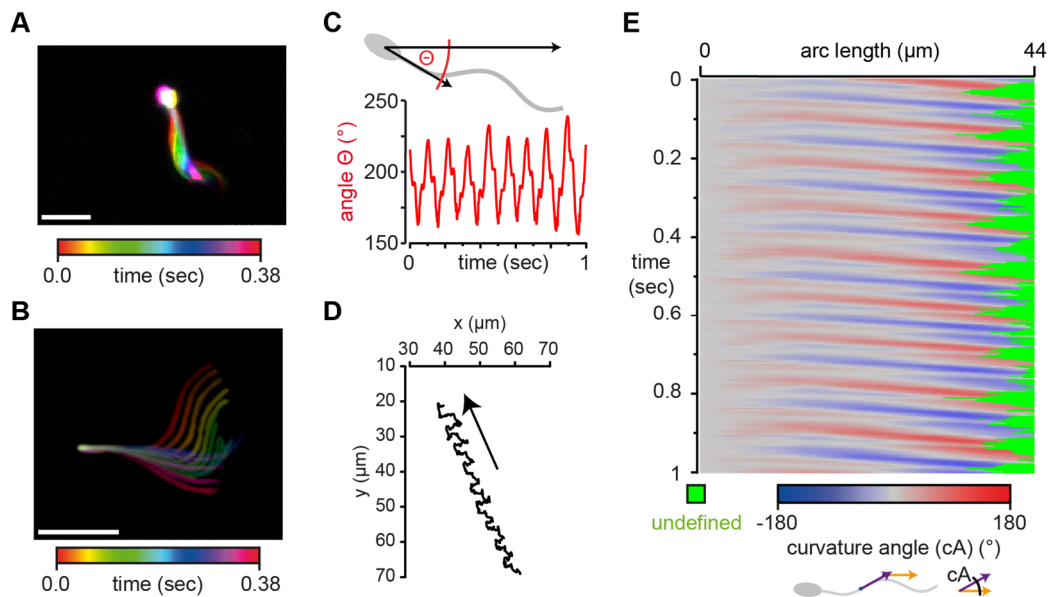 A
0.0 0.38
time (sec)
B
0.0 0.38
time (sec)
C
Θ
250
200
150
angle Θ (°)
0 time (sec) 1
D
x (µm)
30 40 50 60 70
10
20
30
40
50
60
70
y (µm)
E
0 arc length (µm) 44
0
0.2
0.4
time
(sec)
0.6
0.8
1
undefined
-180 180
curvature angle (cA) (°)
cA